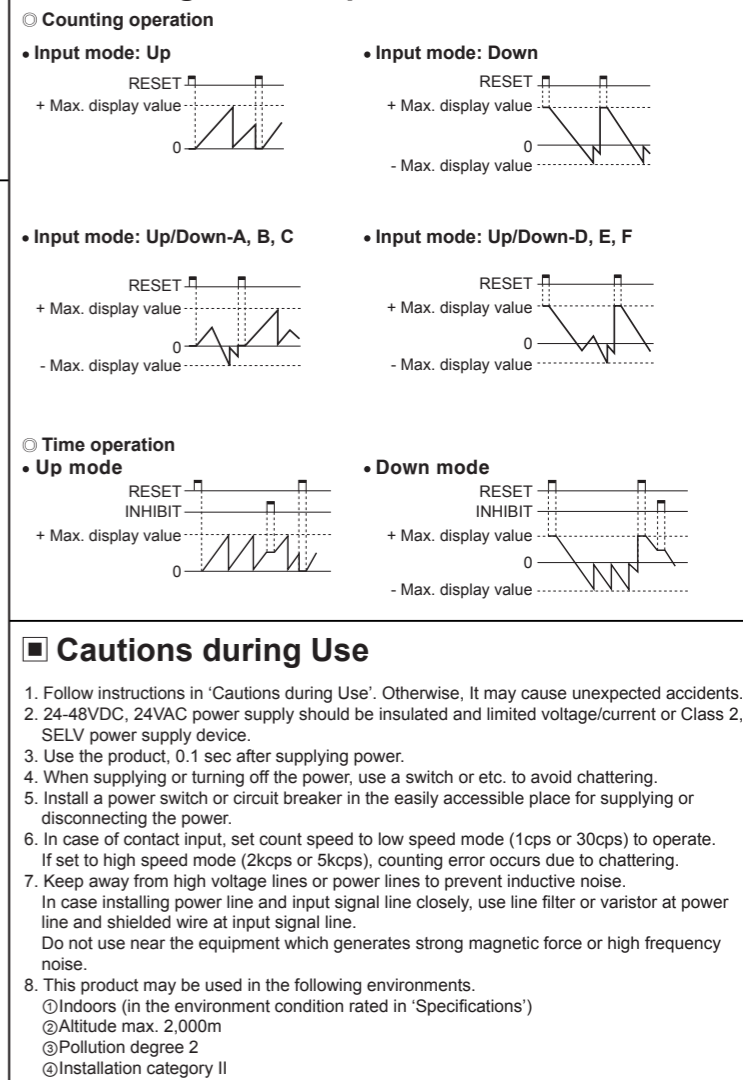 ◎ Counting operation
• Input mode: Up
RESET
+ Max. display value
0
• Input mode: Down
RESET
+ Max. display value
0
- Max. display value
• Input mode: Up/Down-A, B, C
RESET
+ Max. display value
0
- Max. display value
• Input mode: Up/Down-D, E, F
RESET
+ Max. display value
0
- Max. display value
◎ Time operation
• Up mode
RESET
INHIBIT
+ Max. display value
0
• Down mode
RESET
INHIBIT
+ Max. display value
0
- Max. display value
▣ Cautions during Use
1. Follow instructions in ‘Cautions during Use’. Otherwise, It may cause unexpected accidents.
2. 24-48VDC, 24VAC power supply should be insulated and limited voltage/current or Class 2,
SELV power supply device.
3. Use the product, 0.1 sec after supplying power.
4. When supplying or turning off the power, use a switch or etc. to avoid chattering.
5. Install a power switch or circuit breaker in the easily accessible place for supplying or
disconnecting the power.
6. In case of contact input, set count speed to low speed mode (1cps or 30cps) to operate.
If set to high speed mode (2kcps or 5kcps), counting error occurs due to chattering.
7. Keep away from high voltage lines or power lines to prevent inductive noise.
In case installing power line and input signal line closely, use line filter or varistor at power
line and shielded wire at input signal line.
Do not use near the equipment which generates strong magnetic force or high frequency
noise.
8. This product may be used in the following environments.
①Indoors (in the environment condition rated in ‘Specifications’)
②Altitude max. 2,000m
③Pollution degree 2
④Installation category II